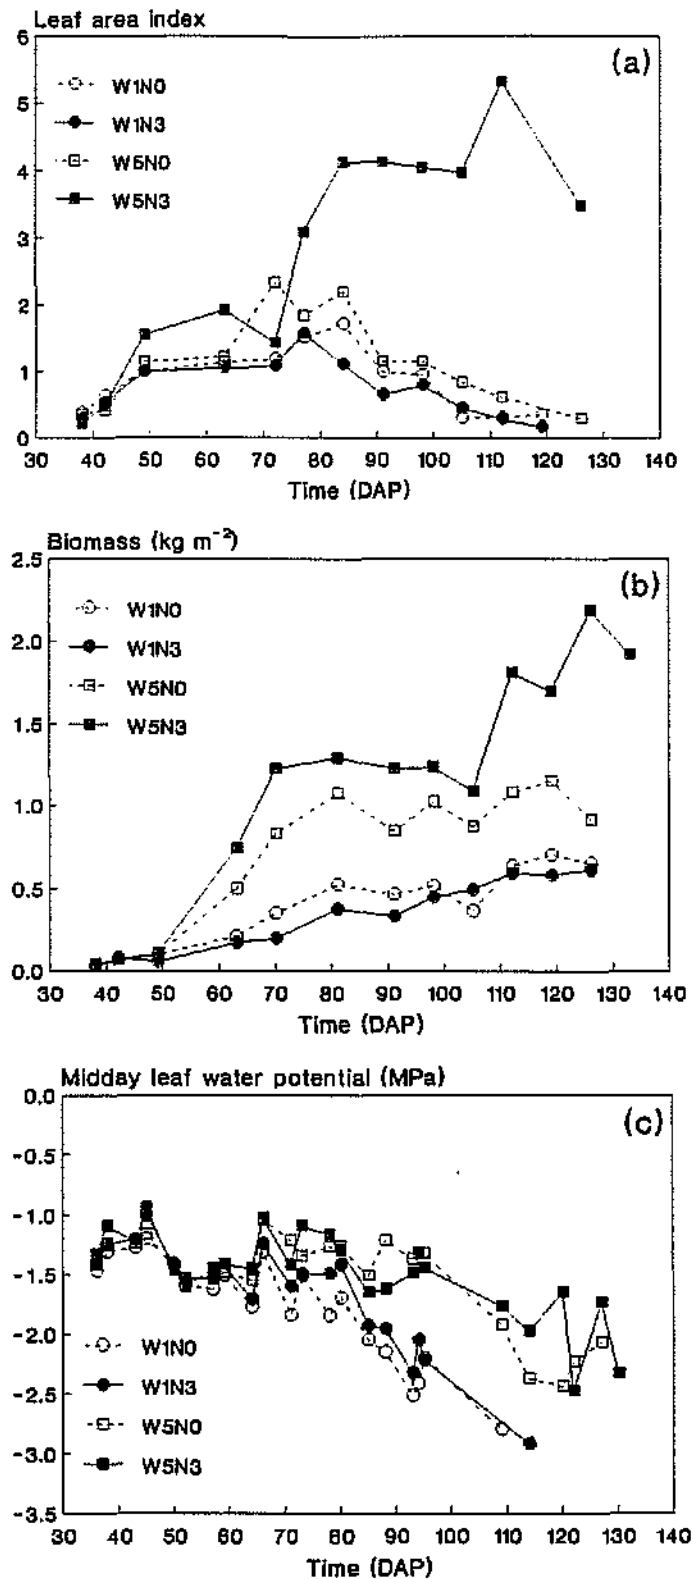 Leaf area index
6
(a)
W1N0
5
W1N3
W5N0
4
W5N3
3
2
1
0
30 40 50 60 70 80 90 100 110 120 130 140
Time (DAP)
Biomass (kg m⁻²)
2.5
(b)
W1N0
2.0
W1N3
W5N0
1.5
W5N3
1.0
0.5
0.0
30 40 50 60 70 80 90 100 110 120 130 140
Time (DAP)
Midday leaf water potential (MPa)
0.0
(c)
-0.5
-1.0
-1.5
-2.0
W1N0
W1N3
-2.5
W5N0
W5N3
-3.0
-3.5
30 40 50 60 70 80 90 100 110 120 130 140
Time (DAP)